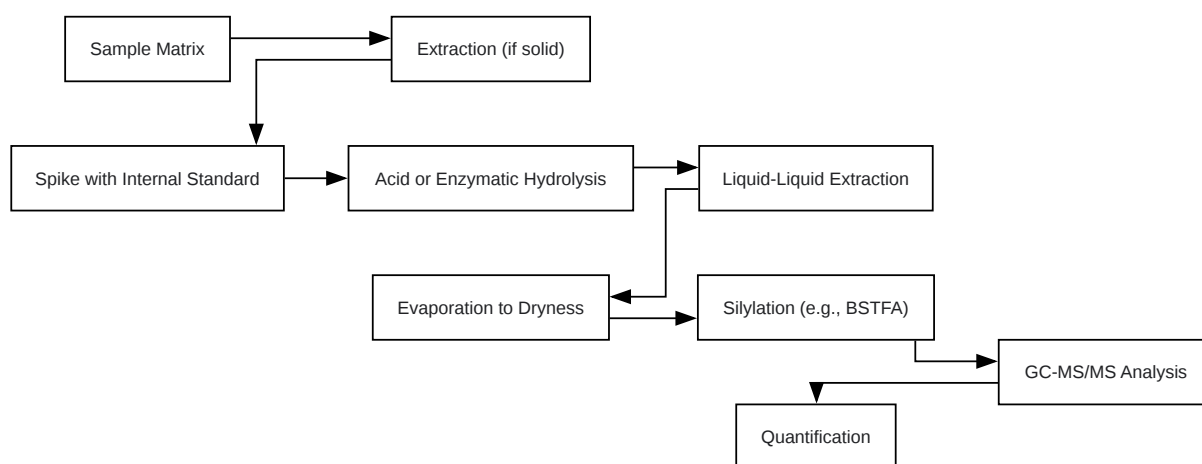 Sample Matrix
Extraction (if solid)
Spike with Internal Standard
Acid or Enzymatic Hydrolysis
Liquid-Liquid Extraction
Evaporation to Dryness
Silylation (e.g., BSTFA)
GC-MS/MS Analysis
Quantification